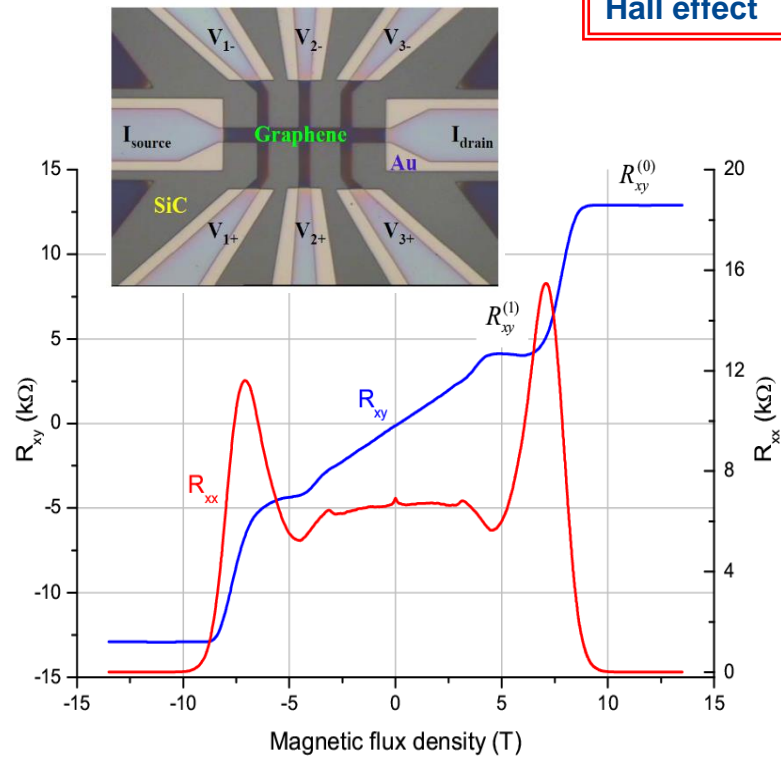 Hall effect
V1-
V2-
V3-
Isource
Graphene
Idrain
Au
SiC
V1+
V2+
V3+
R(0)xy
R(1)xy
Rxy
Rxx
Rxy (kΩ)
15
10
5
0
-5
-10
-15
Rxx (kΩ)
20
16
12
8
4
0
-15
-10
-5
0
5
10
15
Magnetic flux density (T)